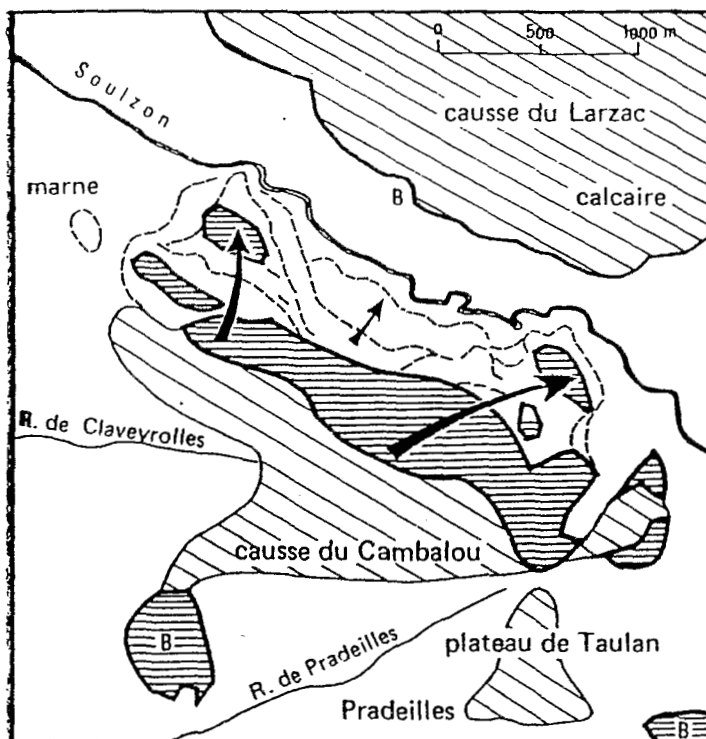 0 500 1000 m
Soulzon
causse du Larzac
marne
B
calcaire
R. de Claveyrolles
causse du Cambalou
B
R. de Pradeilles
plateau de Taulan
Pradeilles
B